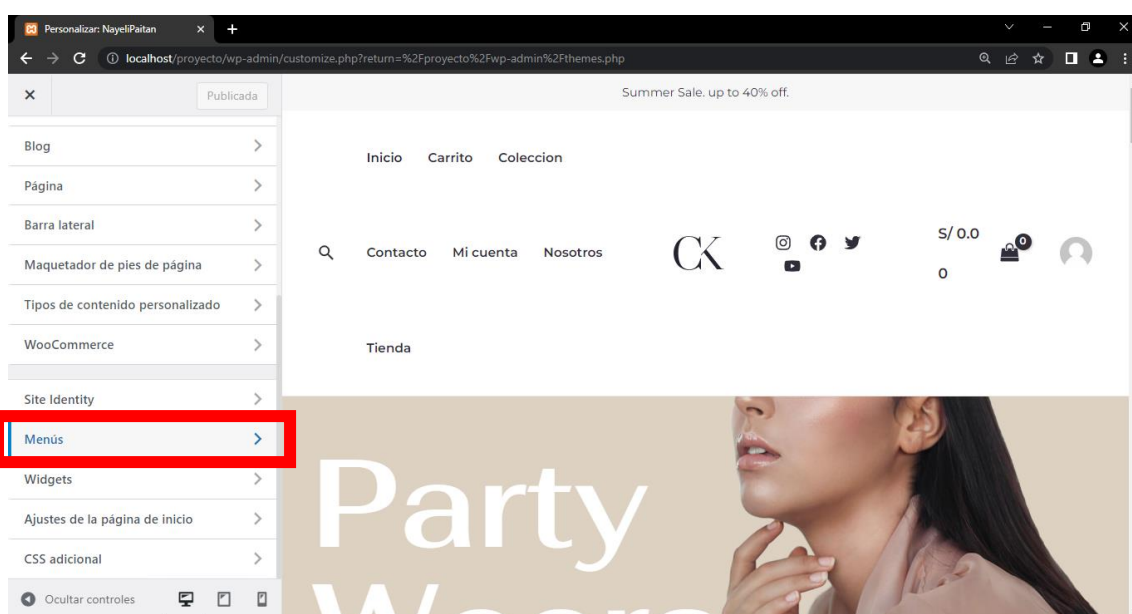 Personalizar: NayeliPaitan
localhost/proyecto/wp-admin/customize.php?return=%2Fproyecto%2Fwp-admin%2Fthemes.php
Publicada
Summer Sale. up to 40% off.
Blog
Página
Barra lateral
Maquetador de pies de página
Tipos de contenido personalizado
WooCommerce
Site Identity
Menús
Widgets
Ajustes de la página de inicio
CSS adicional
Ocultar controles
Inicio Carrito Coleccion
Contacto Mi cuenta Nosotros
Tienda
CK
S/ 0.0
0
0
Party
Wears